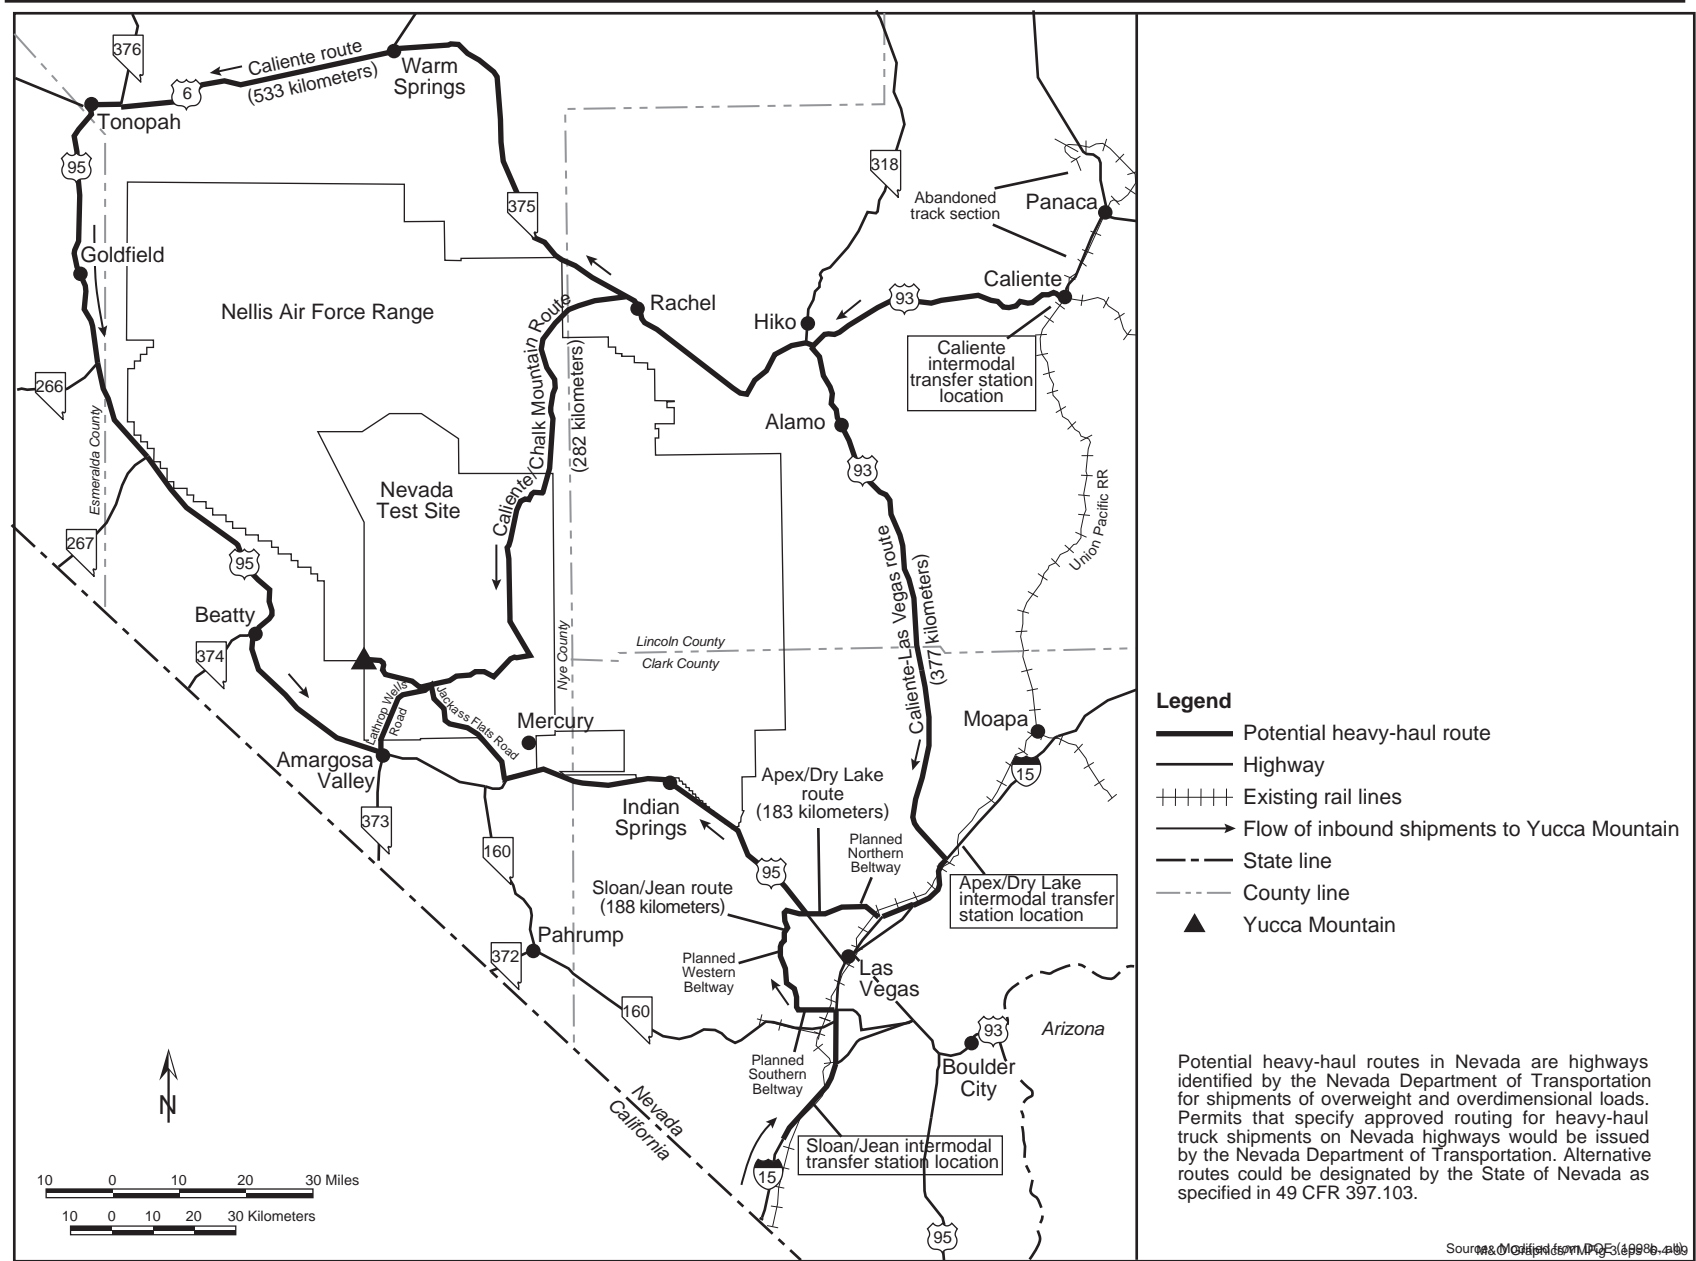 376
Caliente route
(533 kilometers)
6
Warm
Springs
Tonopah
95
375
318
Abandoned
track section
Panaca
Goldfield
Nellis Air Force Range
Rachel
Hiko
93
Caliente
Caliente
intermodal
transfer station
location
266
Esmeralda County
Caliente/Chalk Mountain Route
(282 kilometers)
Alamo
93
Nevada
Test Site
267
95
Caliente-Las Vegas route
(377 kilometers)
Union Pacific RR
Beatty
374
Nye County
Lincoln County
Clark County
Lathrop Wells
Road
Jackass Flats Road
Mercury
Moapa
15
Amargosa
Valley
373
Indian
Springs
Apex/Dry Lake
route
(183 kilometers)
160
Planned
Northern
Beltway
95
Sloan/Jean route
(188 kilometers)
Apex/Dry Lake
intermodal transfer
station location
Pahrump
372
Planned
Western
Beltway
Las
Vegas
160
93
Arizona
Planned
Southern
Beltway
Boulder
City
Nevada
California
Sloan/Jean intermodal
transfer station location
15
95
N
10 0 10 20 30 Miles
10 0 10 20 30 Kilometers
Legend
Potential heavy-haul route
Highway
Existing rail lines
Flow of inbound shipments to Yucca Mountain
State line
County line
Yucca Mountain
Potential heavy-haul routes in Nevada are highways
identified by the Nevada Department of Transportation
for shipments of overweight and overdimensional loads.
Permits that specify approved routing for heavy-haul
truck shipments on Nevada highways would be issued
by the Nevada Department of Transportation. Alternative
routes could be designated by the State of Nevada as
specified in 49 CFR 397.103.